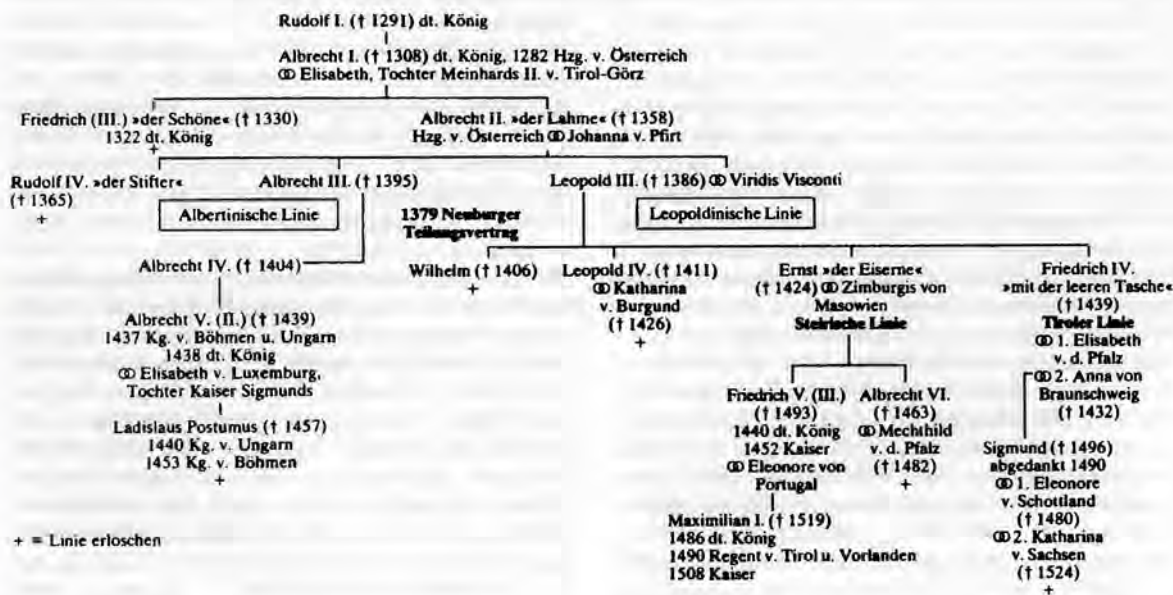 Rudolf I. († 1291) dt. König
Albrecht I. († 1308) dt. König, 1282 Hzg. v. Österreich
⚭ Elisabeth, Tochter Meinhards II. v. Tirol-Görz
Friedrich (III.) »der Schöne« († 1330)
1322 dt. König
+
Albrecht II. »der Lahme« († 1358)
Hzg. v. Österreich ⚭ Johanna v. Pfirt
Rudolf IV. »der Stifter«
(† 1365)
+
Albrecht III. († 1395)
Leopold III. († 1386) ⚭ Viridis Visconti
Albertinische Linie
1379 Neuburger
Teilungsvertrag
Leopoldinische Linie
Albrecht IV. († 1404)
Albrecht V. (II.) († 1439)
1437 Kg. v. Böhmen u. Ungarn
1438 dt. König
⚭ Elisabeth v. Luxemburg,
Tochter Kaiser Sigmunds
Ladislaus Postumus († 1457)
1440 Kg. v. Ungarn
1453 Kg. v. Böhmen
+
Wilhelm († 1406)
+
Leopold IV. († 1411)
⚭ Katharina
v. Burgund
(† 1426)
+
Ernst »der Eiserne«
(† 1424) ⚭ Zimburgis von
Masowien
Steirische Linie
Friedrich V. (III.)
(† 1493)
1440 dt. König
1452 Kaiser
⚭ Eleonore von
Portugal
Albrecht VI.
(† 1463)
⚭ Mechthild
v. d. Pfalz
(† 1482)
+
Maximilian I. († 1519)
1486 dt. König
1490 Regent v. Tirol u. Vorlanden
1508 Kaiser
Friedrich IV.
»mit der leeren Tasche«
(† 1439)
Tiroler Linie
⚭ 1. Elisabeth
v. d. Pfalz
⚭ 2. Anna von
Braunschweig
(† 1432)
Sigmund († 1496)
abgedankt 1490
⚭ 1. Eleonore
v. Schottland
(† 1480)
⚭ 2. Katharina
v. Sachsen
(† 1524)
+
+ = Linie erloschen